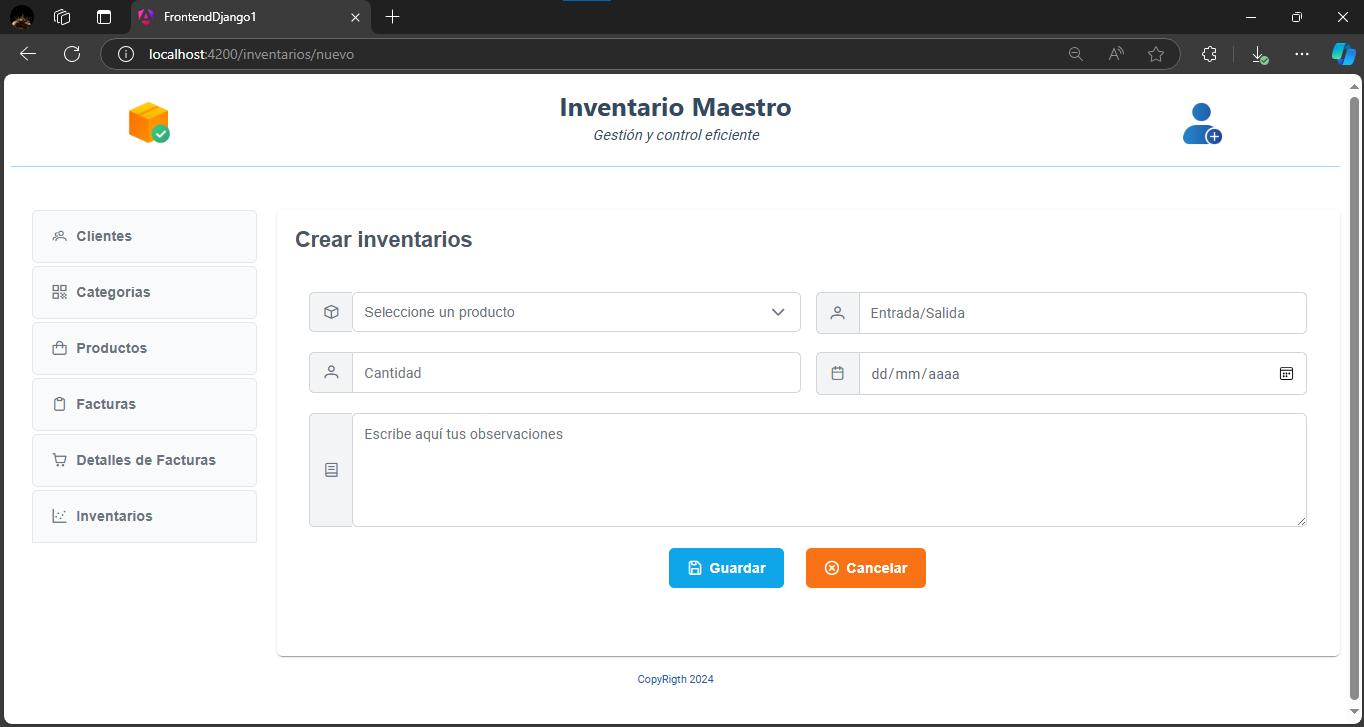 FrontendDjango1
localhost:4200/inventarios/nuevo
Inventario Maestro
Gestión y control eficiente
Clientes
Categorias
Productos
Facturas
Detalles de Facturas
Inventarios
Crear inventarios
Seleccione un producto
Entrada/Salida
Cantidad
dd/mm/aaaa
Escribe aquí tus observaciones
Guardar
Cancelar
CopyRigth 2024